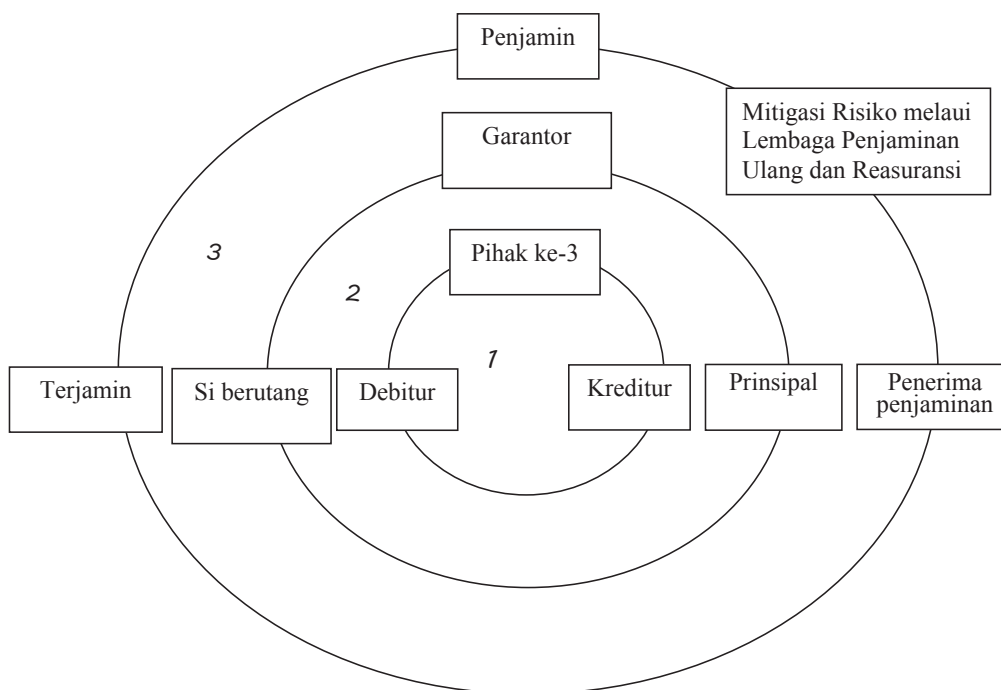 Penjamin
Mitigasi Risiko melaui
Lembaga Penjaminan
Ulang dan Reasuransi
Garantor
3
Pihak ke-3
2
1
Terjamin
Si berutang
Debitur
Kreditur
Prinsipal
Penerima
penjaminan